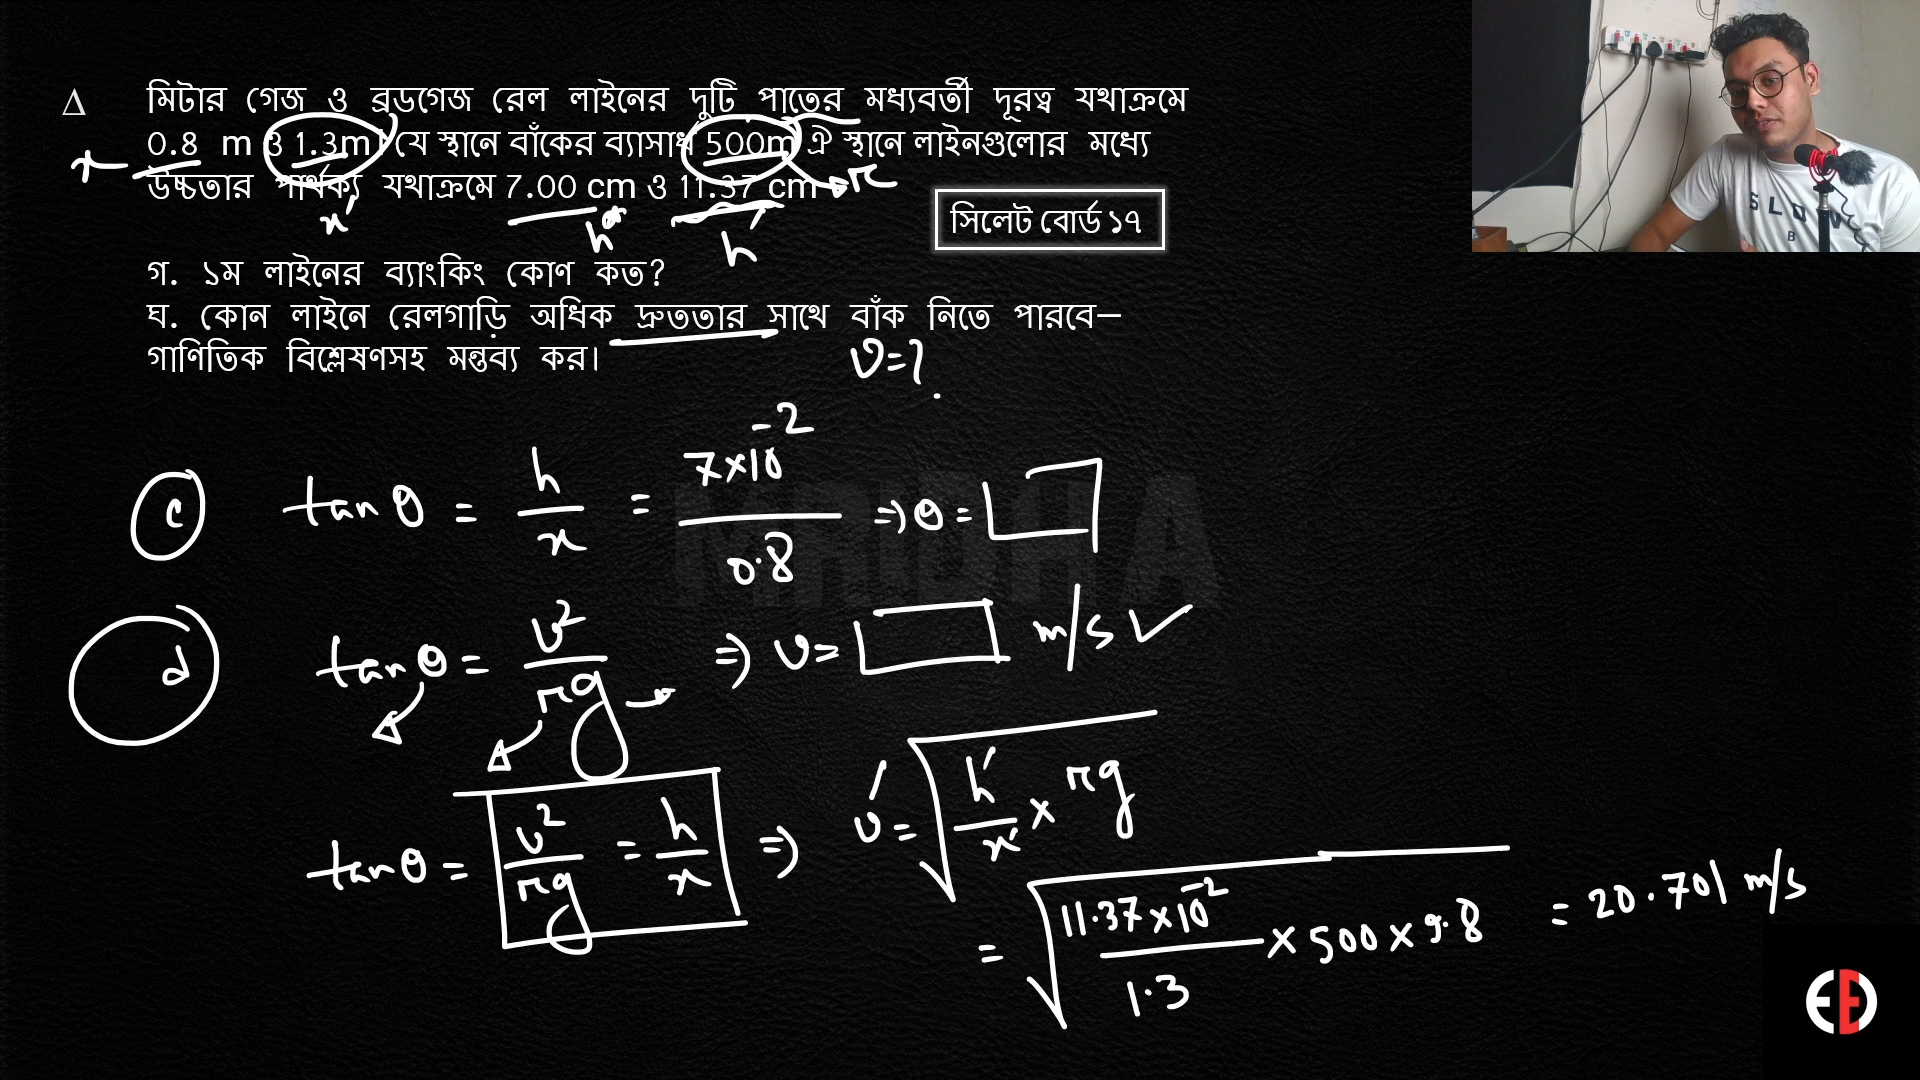 Δ মিটার গেজ ও ব্রডগেজ রেল লাইনের দুটি পাতের মধ্যবর্তী দূরত্ব যথাক্রমে
0.8 m ও 1.3m। যে স্থানে বাঁকের ব্যাসার্ধ 500m ঐ স্থানে লাইনগুলোর মধ্যে
x
উচ্চতার পার্থক্য যথাক্রমে 7.00 cm ও 11.37 cm r
x' h h'
সিলেট বোর্ড ১৭
গ. ১ম লাইনের ব্যাংকিং কোণ কত?
ঘ. কোন লাইনে রেলগাড়ি অধিক দ্রুততার সাথে বাঁক নিতে পারবে—
গাণিতিক বিশ্লেষণসহ মন্তব্য কর।
v=?
c tanθ = h/x = 7×10^-2/0.8 ⇒ θ = □
d tanθ = v²/rg ⇒ v = □ m/s ✓
tanθ = v²/rg = h/x ⇒ v' = √(h'/x' × rg)
= √(11.37×10^-2/1.3 × 500 × 9.8) = 20.701 m/s
MRIDHA
SLOW
B